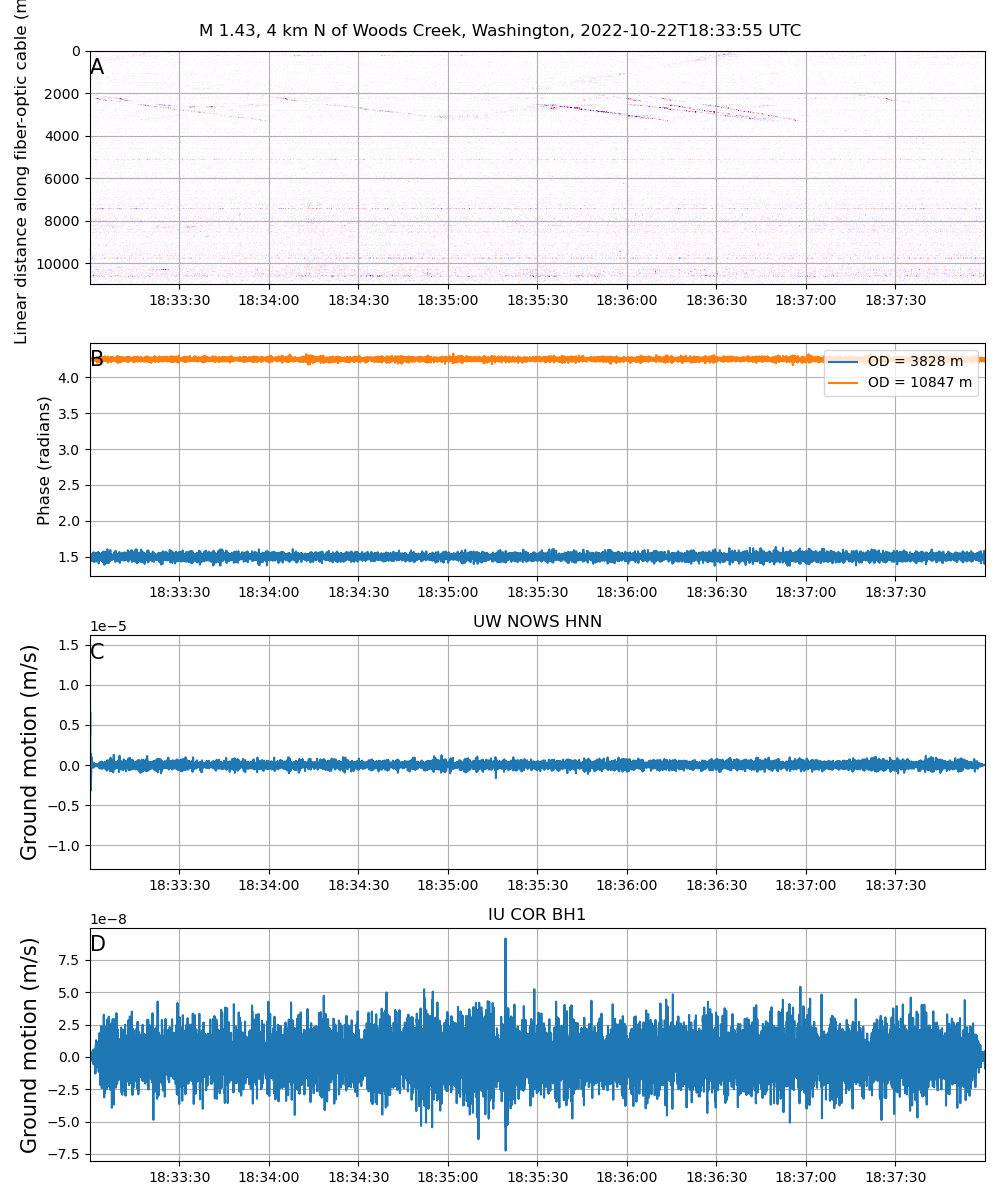 M 1.43, 4 km N of Woods Creek, Washington, 2022-10-22T18:33:55 UTC
Linear distance along fiber-optic cable (m
A
0
2000
4000
6000
8000
10000
18:33:30 18:34:00 18:34:30 18:35:00 18:35:30 18:36:00 18:36:30 18:37:00 18:37:30
Phase (radians)
B
4.0
3.5
3.0
2.5
2.0
1.5
OD = 3828 m
OD = 10847 m
18:33:30 18:34:00 18:34:30 18:35:00 18:35:30 18:36:00 18:36:30 18:37:00 18:37:30
UW NOWS HNN
1e−5
Ground motion (m/s)
C
1.5
1.0
0.5
0.0
−0.5
−1.0
18:33:30 18:34:00 18:34:30 18:35:00 18:35:30 18:36:00 18:36:30 18:37:00 18:37:30
IU COR BH1
1e−8
Ground motion (m/s)
D
7.5
5.0
2.5
0.0
−2.5
−5.0
−7.5
18:33:30 18:34:00 18:34:30 18:35:00 18:35:30 18:36:00 18:36:30 18:37:00 18:37:30